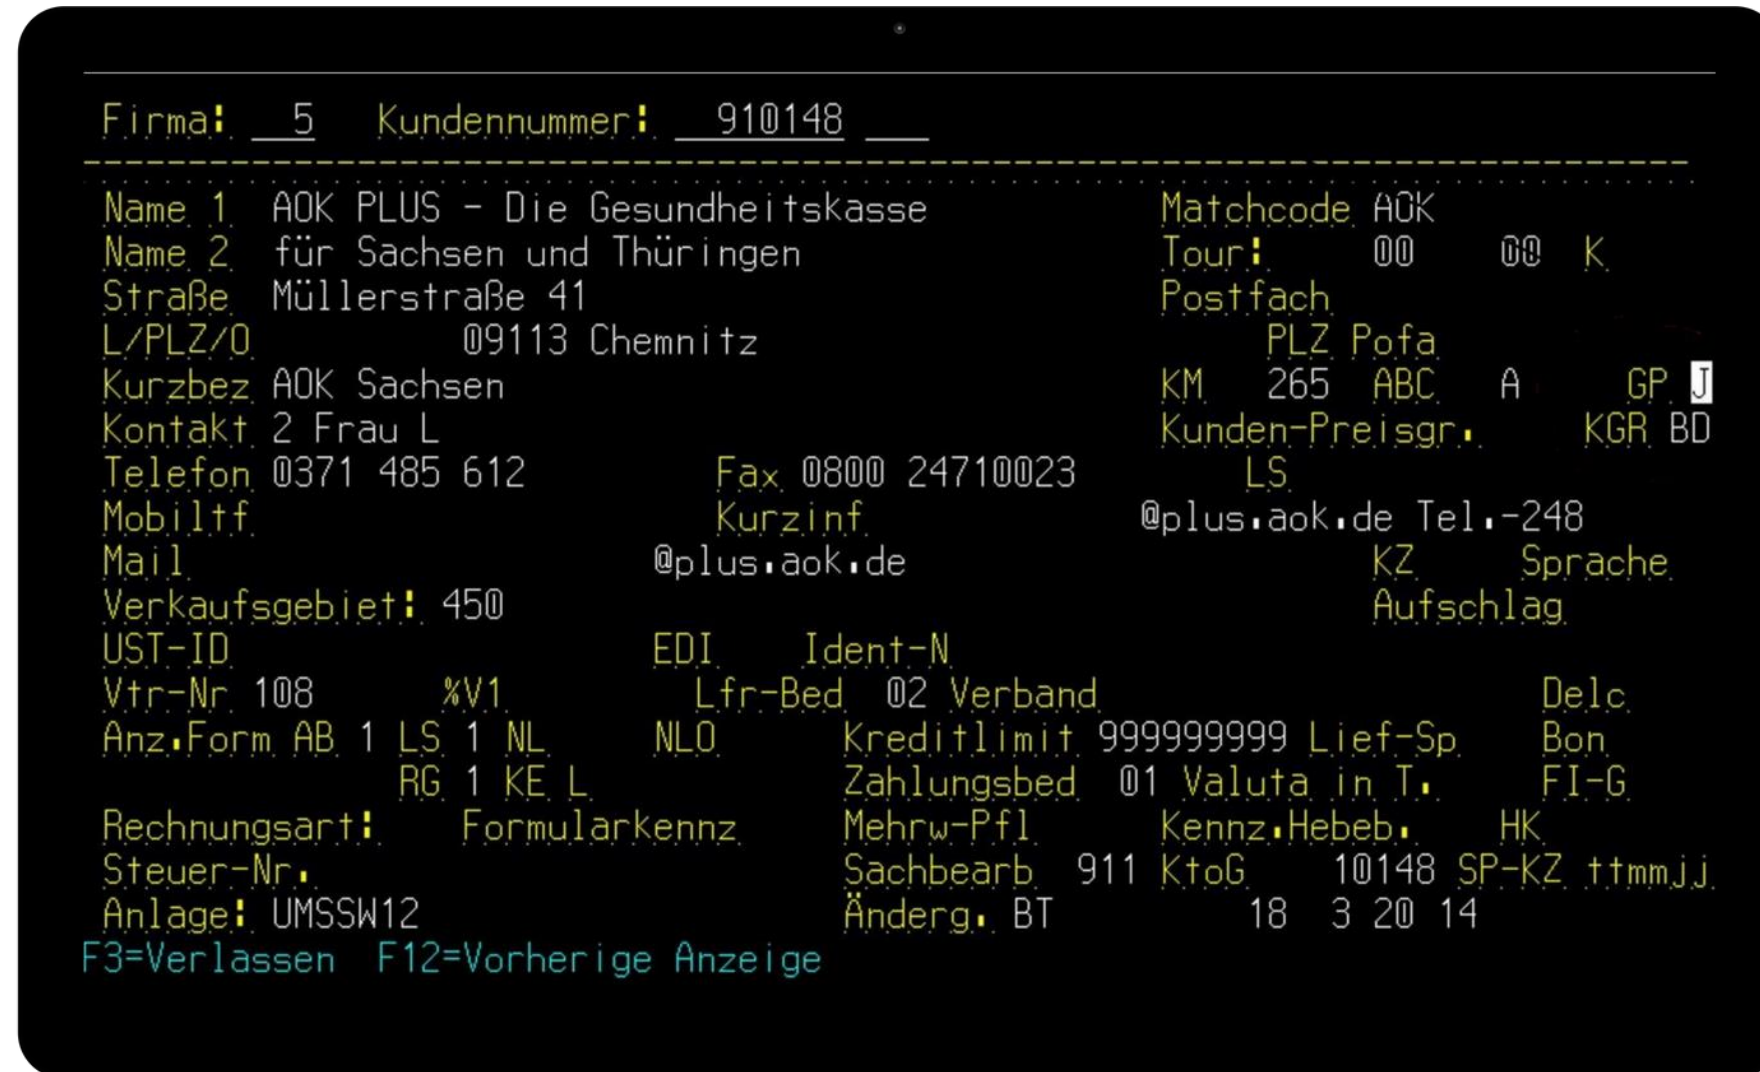 Firma: 5 Kundennummer: 910148
Name 1 AOK PLUS - Die Gesundheitskasse Matchcode AOK
Name 2 für Sachsen und Thüringen Tour: 00 00 K
Straße Müllerstraße 41 Postfach
L/PLZ/O 09113 Chemnitz PLZ Pofa
Kurzbez AOK Sachsen KM 265 ABC A GP J
Kontakt 2 Frau L Kunden-Preisgr. KGR BD
Telefon 0371 485 612 Fax 0800 24710023 LS
Mobiltf Kurzinf @plus.aok.de Tel.-248
Mail @plus.aok.de KZ Sprache
Verkaufsgebiet: 450 Aufschlag
UST-ID EDI Ident-N
Vtr-Nr 108 %V1 Lfr-Bed 02 Verband Delc
Anz.Form AB 1 LS 1 NL NLO Kreditlimit 999999999 Lief-Sp Bon
RG 1 KE L Zahlungsbed 01 Valuta in T. FI-G
Rechnungsart: Formularkennz Mehrw-Pfl Kennz.Hebeb. HK
Steuer-Nr. Sachbearb 911 KtoG 10148 SP-KZ ttmmjj
Anlage: UMSSW12 Änderg. BT 18 3 20 14
F3=Verlassen F12=Vorherige Anzeige